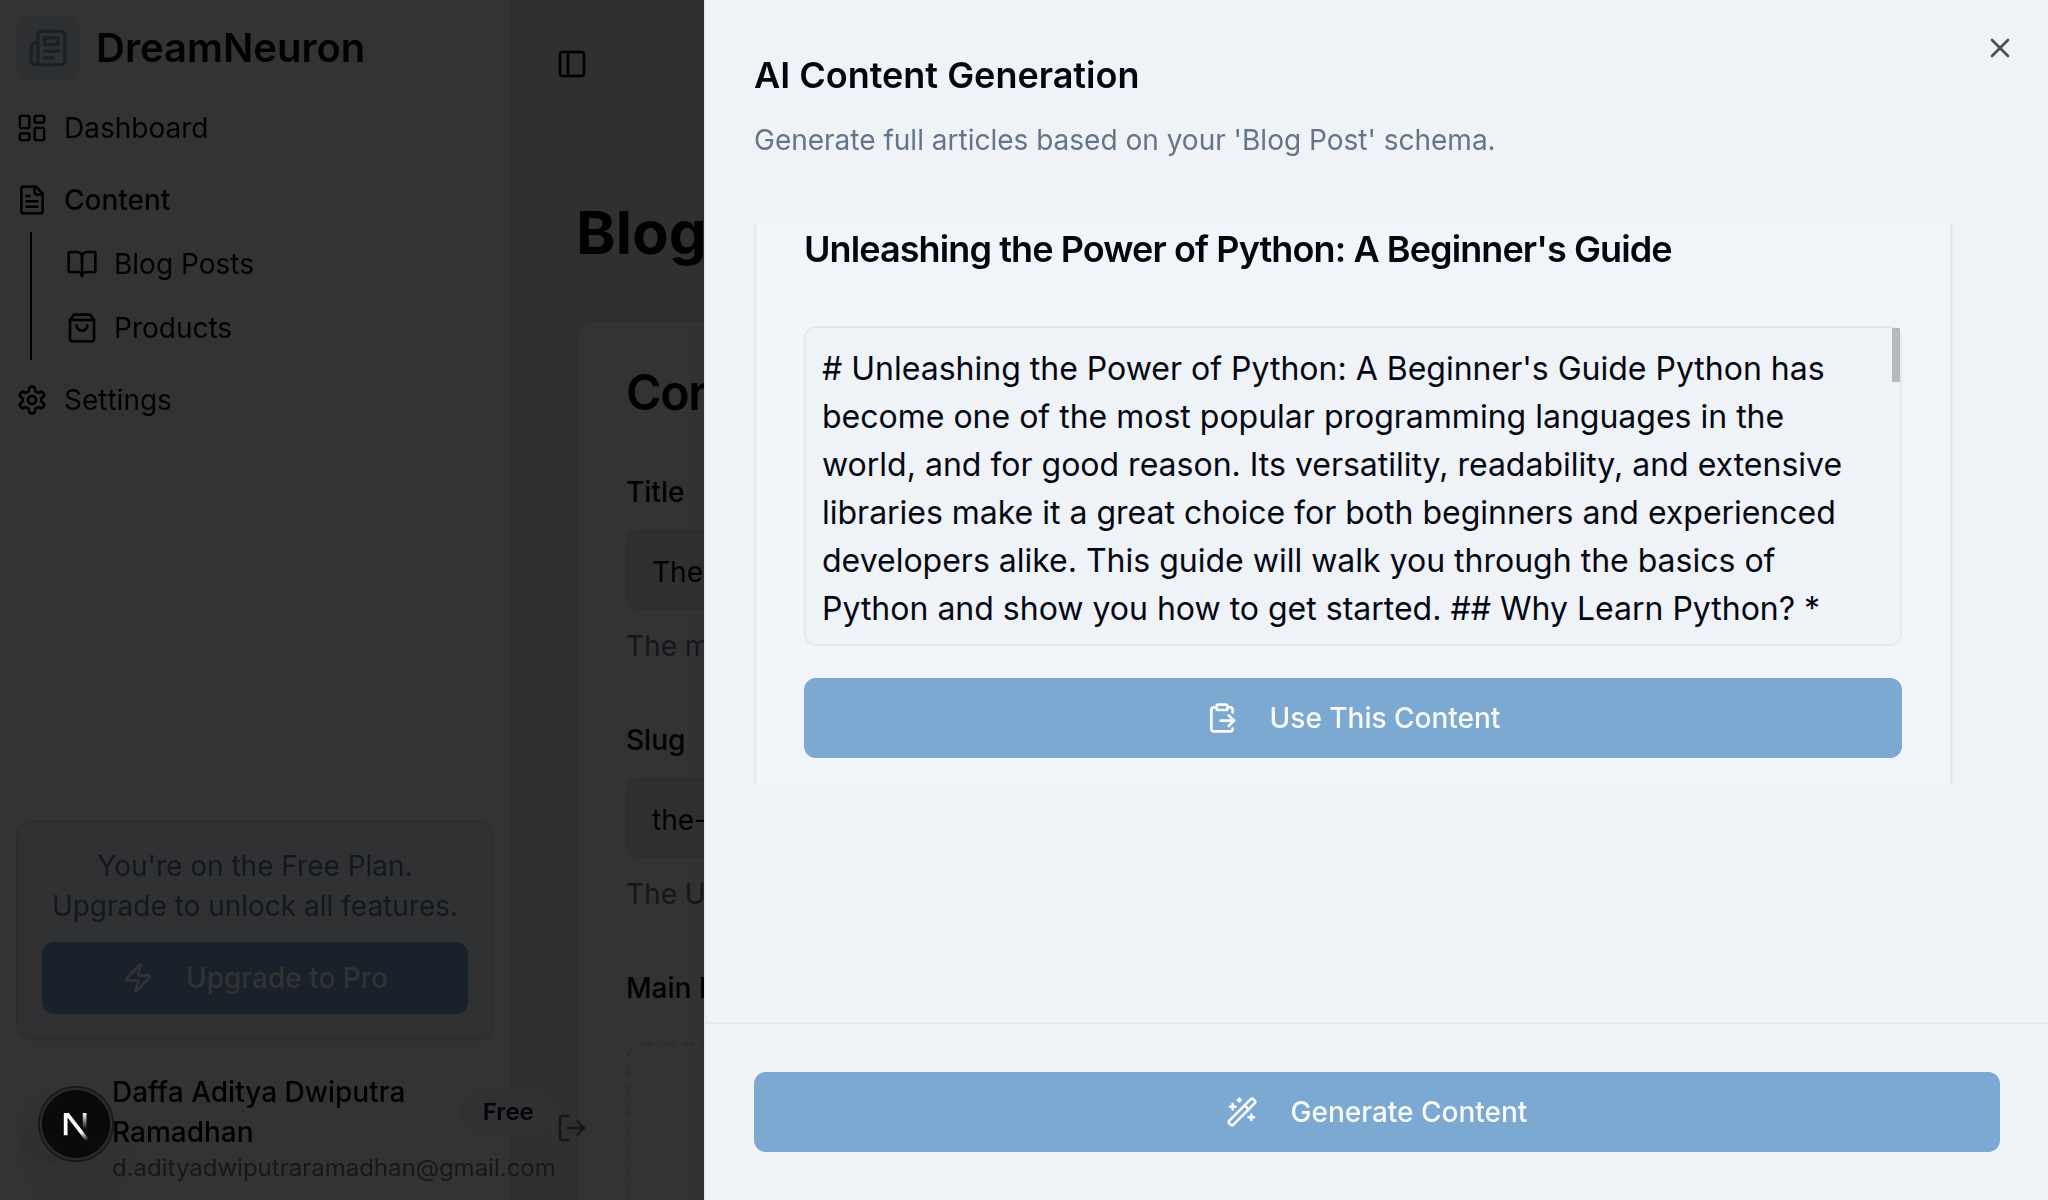 DreamNeuron
Dashboard
Content
Blog Posts
Products
Settings
You're on the Free Plan.
Upgrade to unlock all features.
Upgrade to Pro
Daffa Aditya Dwiputra
Ramadhan
Free
d.adityadwiputraramadhan@gmail.com
Blog
Title
The
Slug
the-
Main
AI Content Generation
Generate full articles based on your 'Blog Post' schema.
Unleashing the Power of Python: A Beginner's Guide
# Unleashing the Power of Python: A Beginner's Guide Python has
become one of the most popular programming languages in the
world, and for good reason. Its versatility, readability, and extensive
libraries make it a great choice for both beginners and experienced
developers alike. This guide will walk you through the basics of
Python and show you how to get started. ## Why Learn Python? *
Use This Content
Generate Content